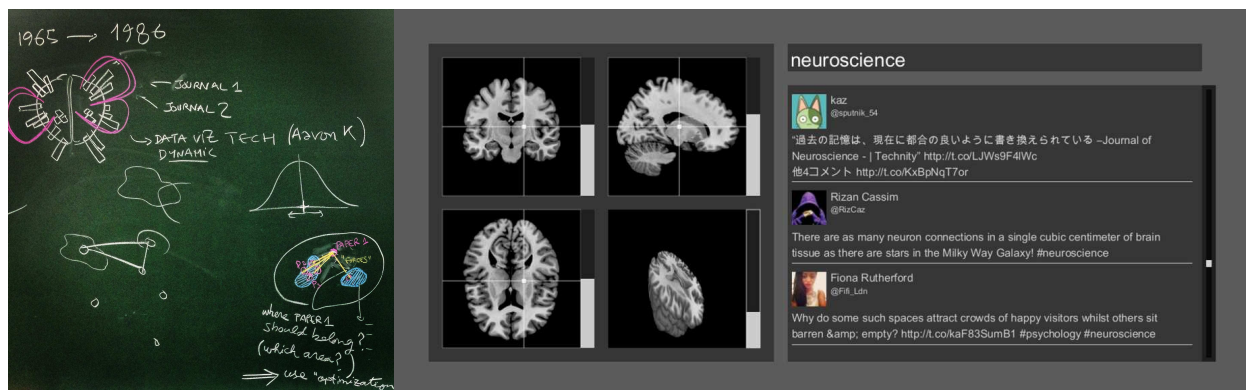 1965 → 1986
JOURNAL 1
JOURNAL 2
DATA VIZ TECH (Aaron K)
DYNAMIC
PAPER 1
where PAPER 1
should belong?
(which area?)
⇒ use "optimization
neuroscience
kaz
@sputnik_54
“過去の記憶は、現在に都合の良いように書き換えられている –Journal of
Neuroscience - | Technity” http://t.co/LJWs9F4lWc
他4コメント http://t.co/KxBpNqT7or
Rizan Cassim
@RizCaz
There are as many neuron connections in a single cubic centimeter of brain
tissue as there are stars in the Milky Way Galaxy! #neuroscience
Fiona Rutherford
@Fifi_Ldn
Why do some such spaces attract crowds of happy visitors whilst others sit
barren &amp; empty? http://t.co/kaF83SumB1 #psychology #neuroscience